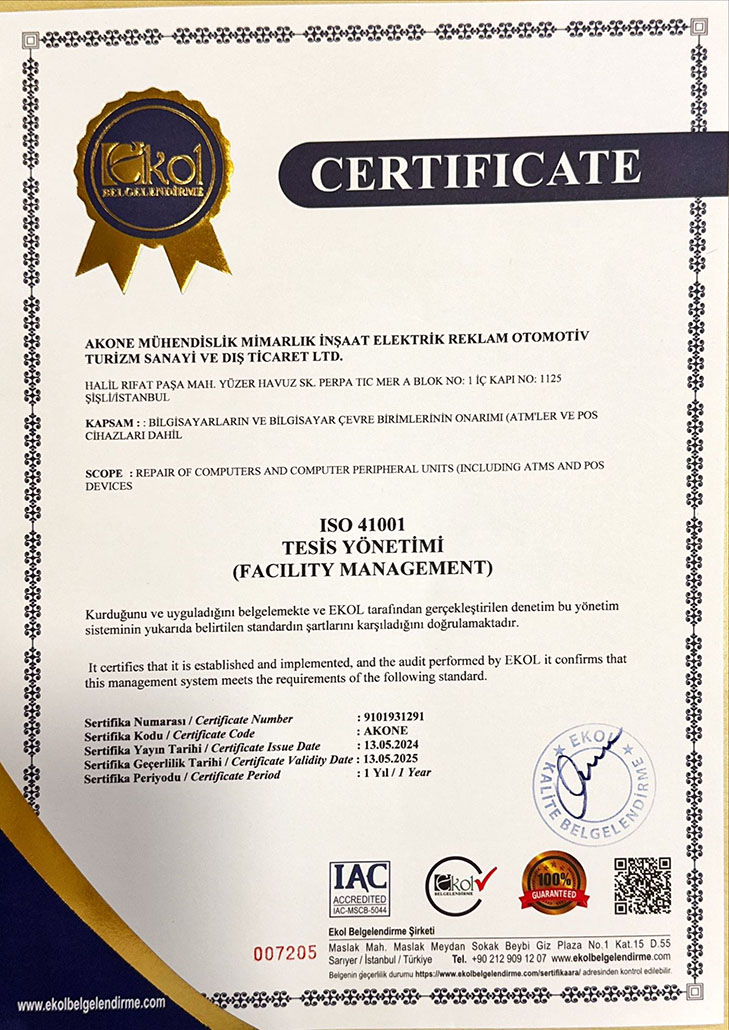 Ekol
BELGELENDİRME
CERTIFICATE
AKONE MÜHENDİSLİK MİMARLIK İNŞAAT ELEKTRİK REKLAM OTOMOTİV
TURİZM SANAYİ VE DIŞ TİCARET LTD.
HALİL RIFAT PAŞA MAH. YÜZER HAVUZ SK. PERPA TIC MER A BLOK NO: 1 İÇ KAPI NO: 1125
ŞİŞLİ/İSTANBUL
KAPSAM : : BİLGİSAYARLARIN VE BİLGİSAYAR ÇEVRE BİRİMLERİNİN ONARIMI (ATM'LER VE POS
CİHAZLARI DAHİL
SCOPE : REPAIR OF COMPUTERS AND COMPUTER PERIPHERAL UNITS (INCLUDING ATMS AND POS
DEVICES
ISO 41001
TESİS YÖNETİMİ
(FACILITY MANAGEMENT)
Kurduğunu ve uyguladığını belgelemekte ve EKOL tarafından gerçekleştirilen denetim bu yönetim
sisteminin yukarıda belirtilen standardın şartlarını karşıladığını doğrulamaktadır.
It certifies that it is established and implemented, and the audit performed by EKOL it confirms that
this management system meets the requirements of the following standard.
Sertifika Numarası / Certificate Number : 9101931291
Sertifika Kodu / Certificate Code : AKONE
Sertifika Yayın Tarihi / Certificate Issue Date : 13.05.2024
Sertifika Geçerlilik Tarihi / Certificate Validity Date : 13.05.2025
Sertifika Periyodu / Certificate Period : 1 Yıl / 1 Year
EKOL
KALİTE BELGELENDİRME
IAC
ACCREDITED
IAC-MSCB-5044
Ekol
BELGELENDİRME
100%
GUARANTEED
Ekol Belgelendirme Şirketi
Maslak Mah. Maslak Meydan Sokak Beybi Giz Plaza No.1 Kat.15 D.55
Sarıyer / İstanbul / Türkiye Tel. +90 212 909 12 07 www.ekolbelgelendirme.com
Belgenin geçerlilik durumu https://www.ekolbelgelendirme.com/sertifikaara/ adresinden kontrol edilebilir.
007205
www.ekolbelgelendirme.com